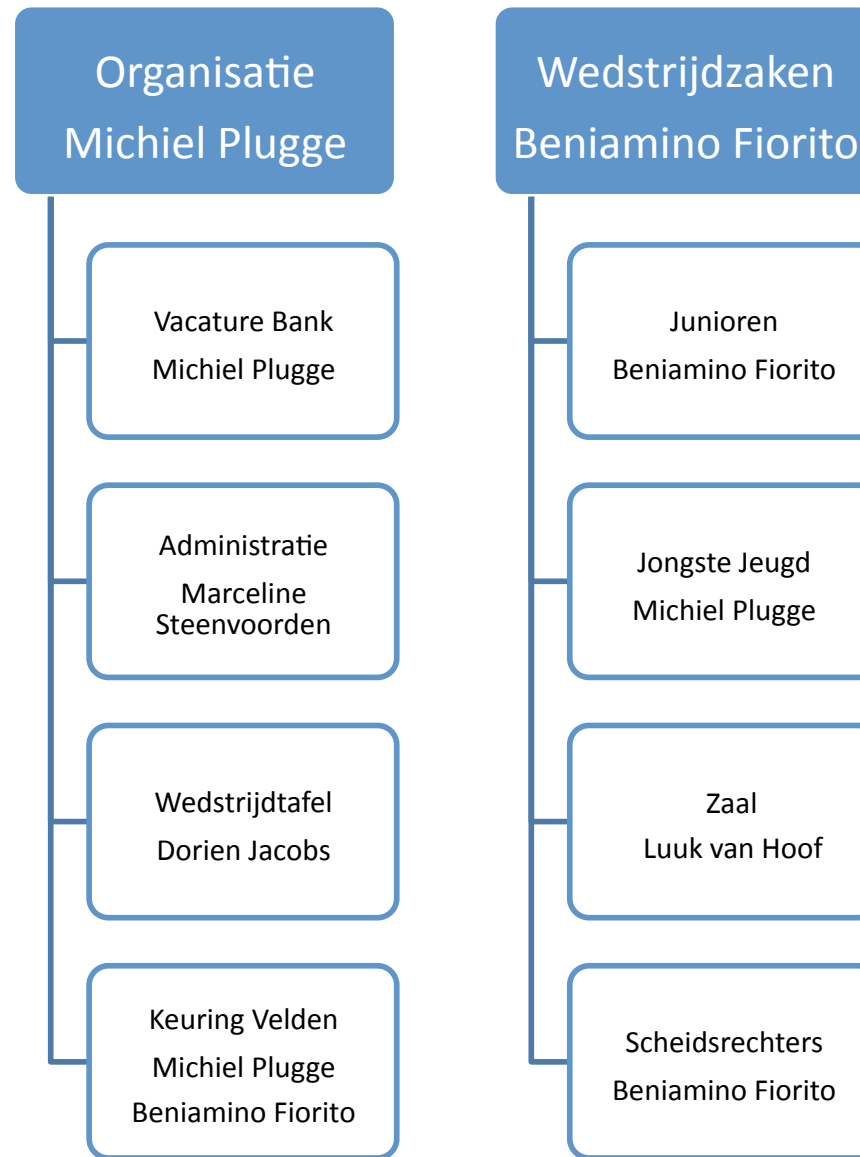 Organisatie
Michiel Plugge
Vacature Bank
Michiel Plugge
Administratie
Marceline
Steenvoorden
Wedstrijdtafel
Dorien Jacobs
Keuring Velden
Michiel Plugge
Beniamino Fiorito
Wedstrijdzaken
Beniamino Fiorito
Junioren
Beniamino Fiorito
Jongste Jeugd
Michiel Plugge
Zaal
Luuk van Hoof
Scheidsrechters
Beniamino Fiorito